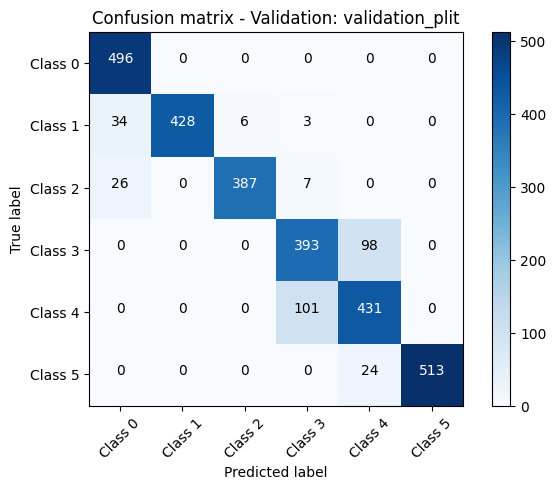 Confusion matrix - Validation: validation_plit
Class 0 496 0 0 0 0 0
Class 1 34 428 6 3 0 0
Class 2 26 0 387 7 0 0
Class 3 0 0 0 393 98 0
Class 4 0 0 0 101 431 0
Class 5 0 0 0 0 24 513
Class 0 Class 1 Class 2 Class 3 Class 4 Class 5
True label
Predicted label
500
400
300
200
100
0